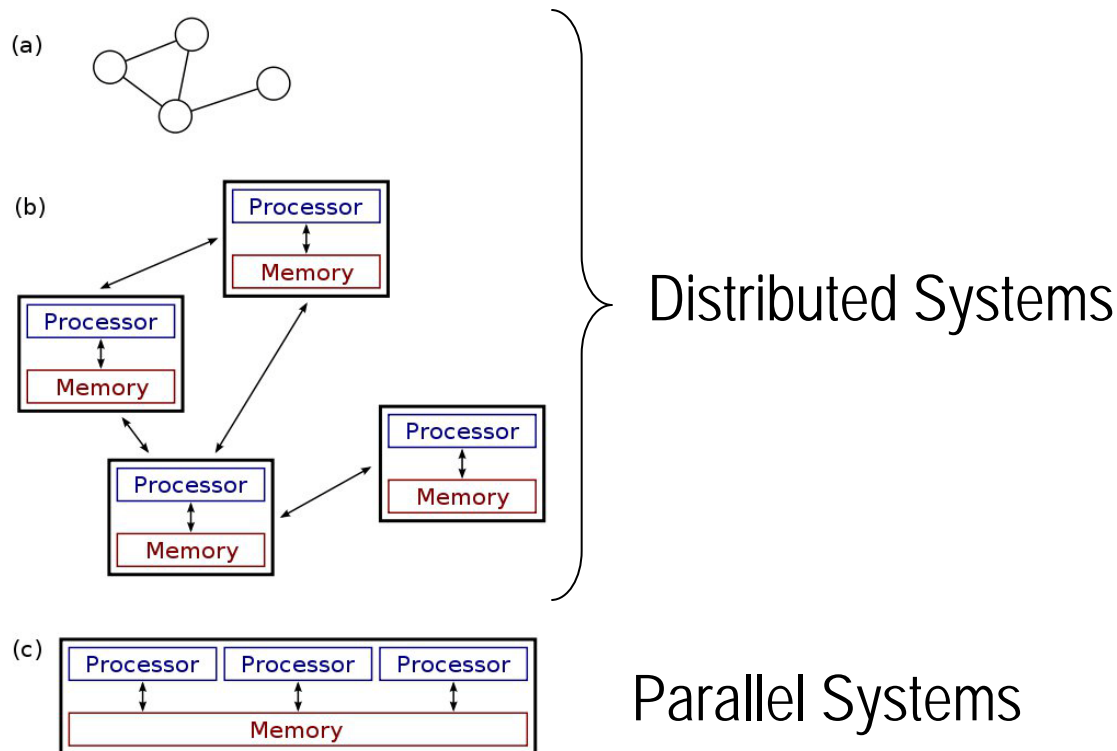 (a)
(b)
Processor
Memory
Processor
Memory
Distributed Systems
Processor
Memory
Processor
Memory
(c)
Processor Processor Processor
Memory
Parallel Systems